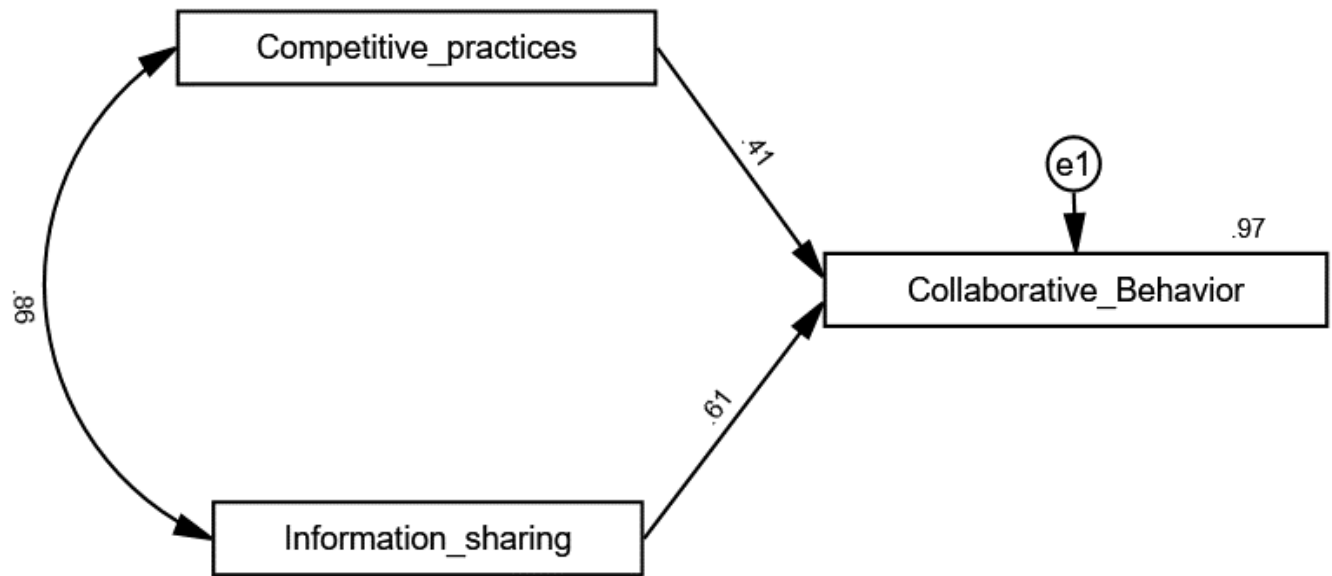 Competitive_practices
.41
e1
.97
Collaborative_Behavior
.86
.61
Information_sharing